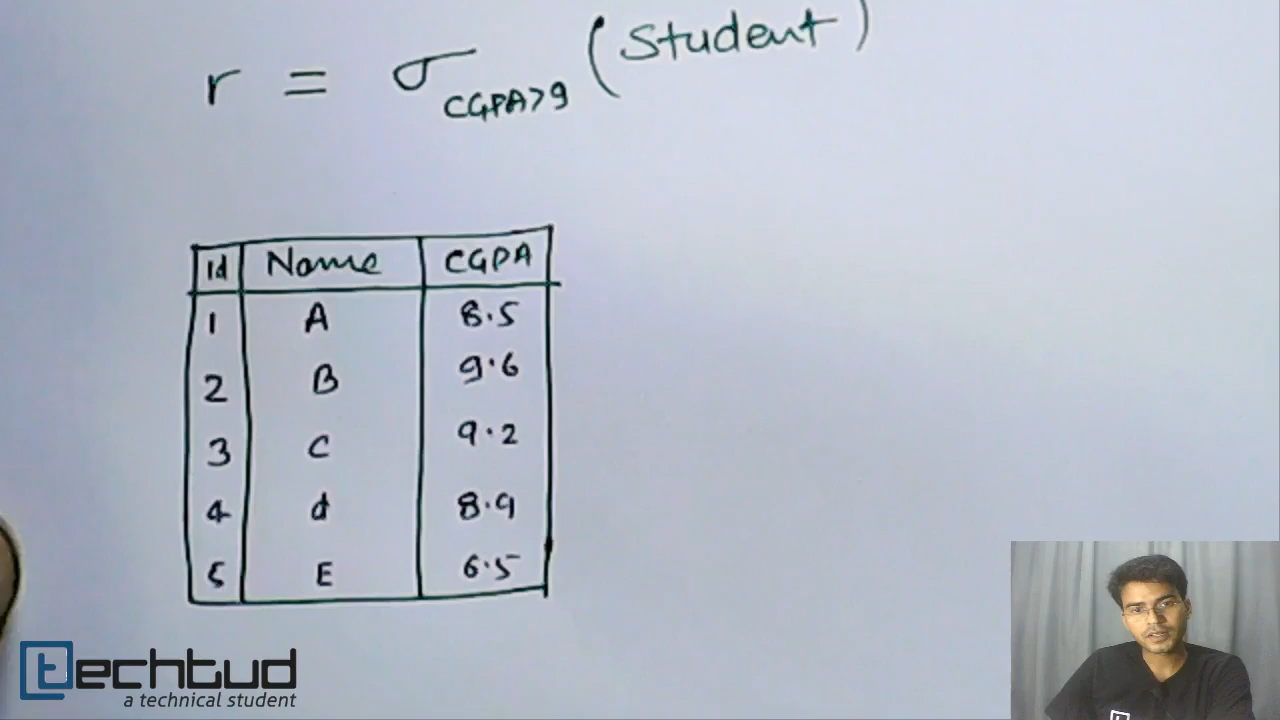 r = σ CGPA>9 (Student)
Id Name CGPA
1 A 8.5
2 B 9.6
3 C 9.2
4 d 8.9
5 E 6.5
techtud
a technical student